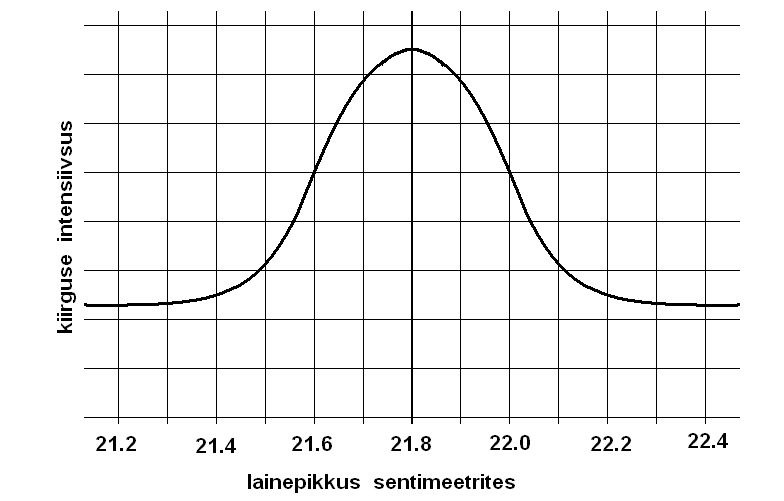 kiirguse intensiivsus
21.2 21.4 21.6 21.8 22.0 22.2 22.4
lainepikkus sentimeetrites